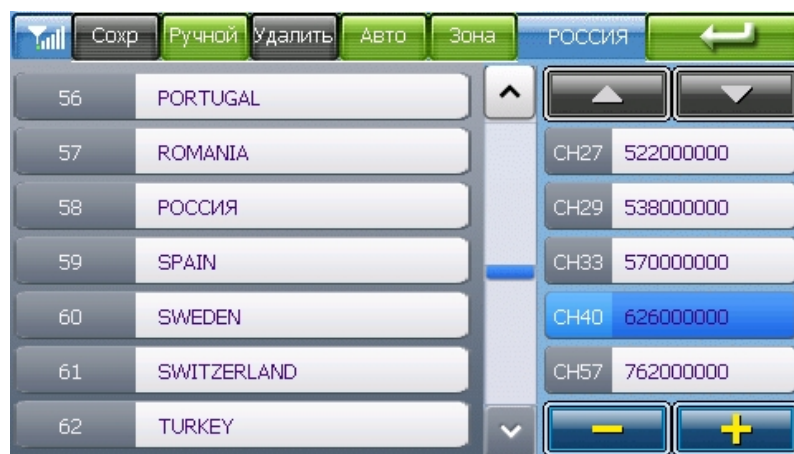 Сохр Ручной Удалить Авто Зона РОССИЯ
56 PORTUGAL
57 ROMANIA CH27 522000000
58 РОССИЯ CH29 538000000
59 SPAIN CH33 570000000
60 SWEDEN CH40 626000000
61 SWITZERLAND CH57 762000000
62 TURKEY